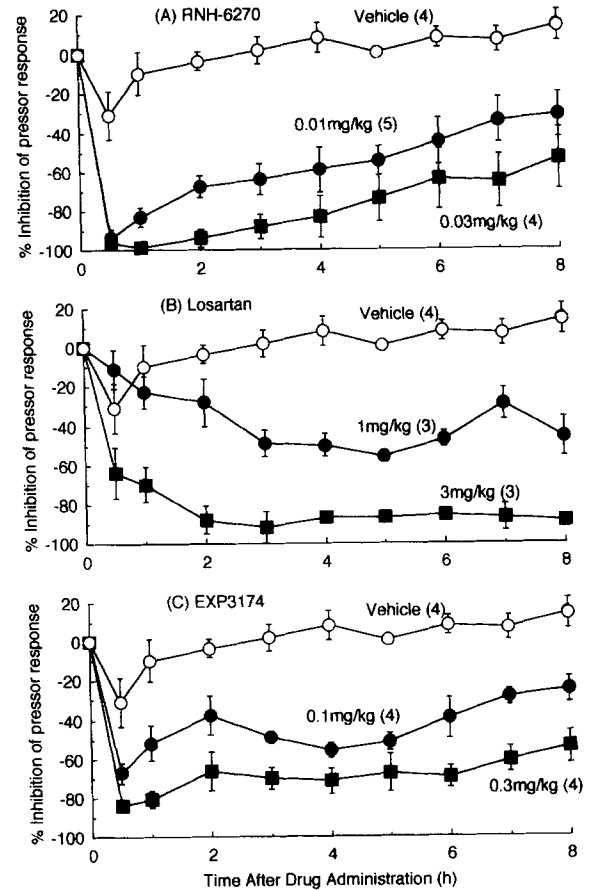 (A) RNH-6270
Vehicle (4)
% Inhibition of pressor response
20
0
-20
-40
-60
-80
-100
0.01mg/kg (5)
0.03mg/kg (4)
0 2 4 6 8
(B) Losartan
Vehicle (4)
% Inhibition of pressor response
20
0
-20
-40
-60
-80
-100
1mg/kg (3)
3mg/kg (3)
0 2 4 6 8
(C) EXP3174
Vehicle (4)
% Inhibition of pressor response
20
0
-20
-40
-60
-80
-100
0.1mg/kg (4)
0.3mg/kg (4)
0 2 4 6 8
Time After Drug Administration (h)